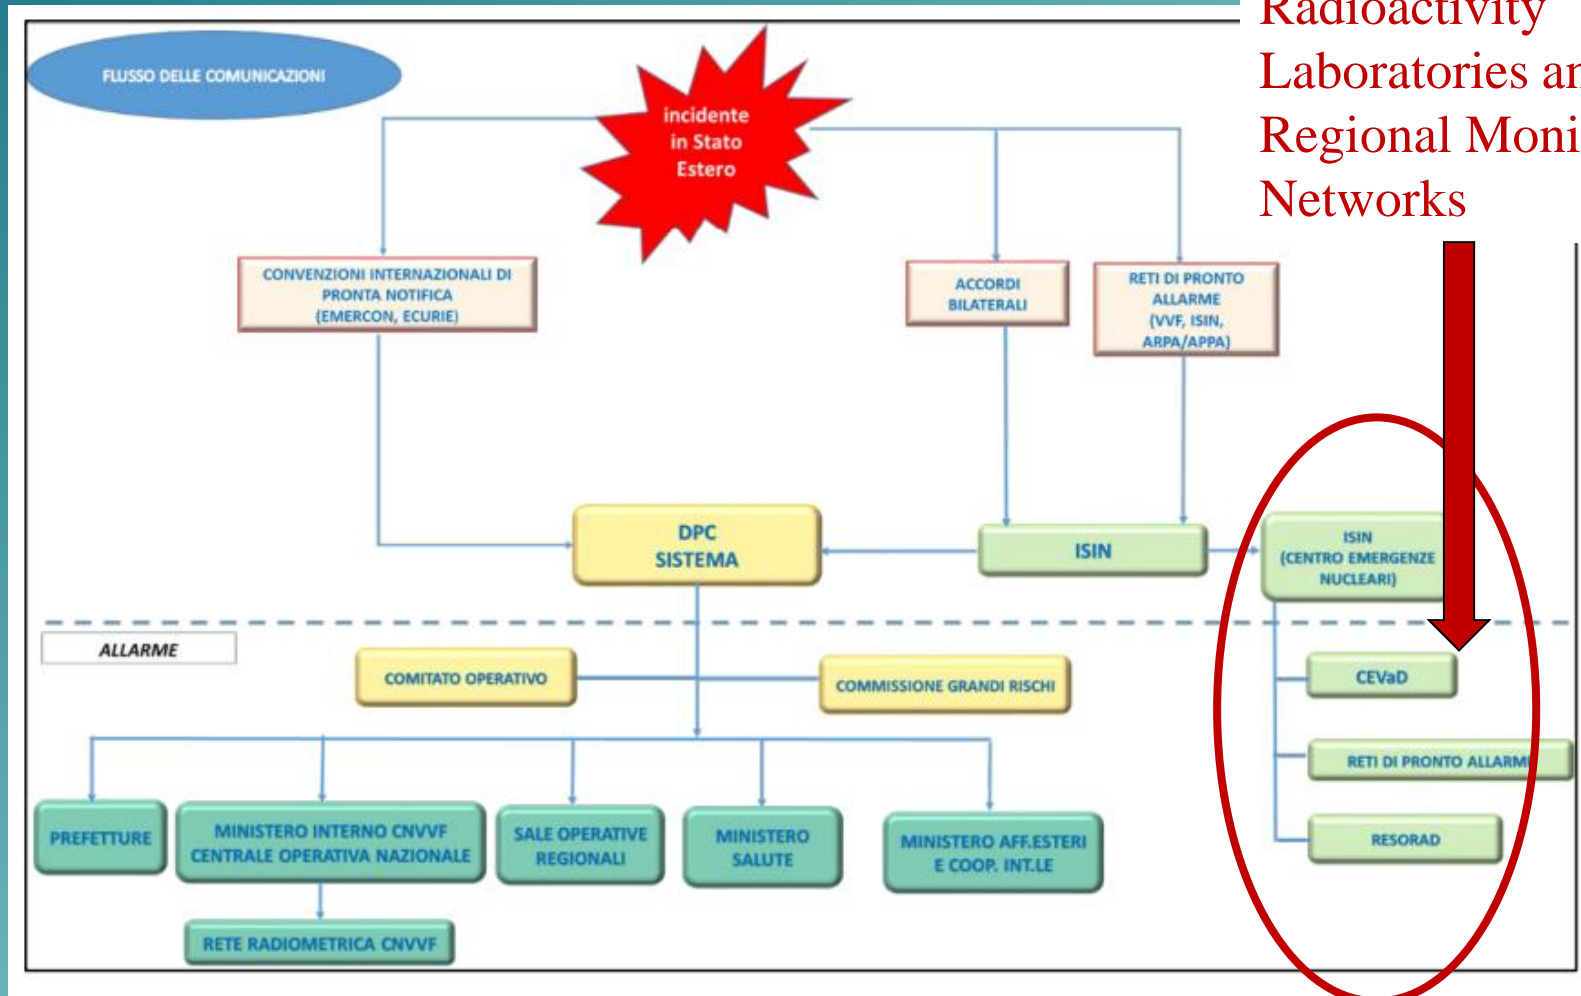 Radioactivity
Laboratories
Regional
Networks
FLUSSO DELLE COMUNICAZIONI
incidente
in Stato
Estero
CONVENZIONI INTERNAZIONALI DI
PRONTA NOTIFICA
(EMERCON, ECURIE)
ACCORDI
BILATERALI
RETI DI PRONTO
ALLARME
(VVF, ISIN,
ARPA/APPA)
DPC
SISTEMA
ISIN
ISIN
(CENTRO EMERGENZE
NUCLEARI)
ALLARME
COMITATO OPERATIVO
COMMISSIONE GRANDI RISCHI
CEVaD
RETI DI PRONTO ALLARME
RESORAD
PREFETTURE
MINISTERO INTERNO CNVVF
CENTRALE OPERATIVA NAZIONALE
SALE OPERATIVE
REGIONALI
MINISTERO
SALUTE
MINISTERO AFF.ESTERI
E COOP. INT.LE
RETE RADIOMETRICA CNVVF